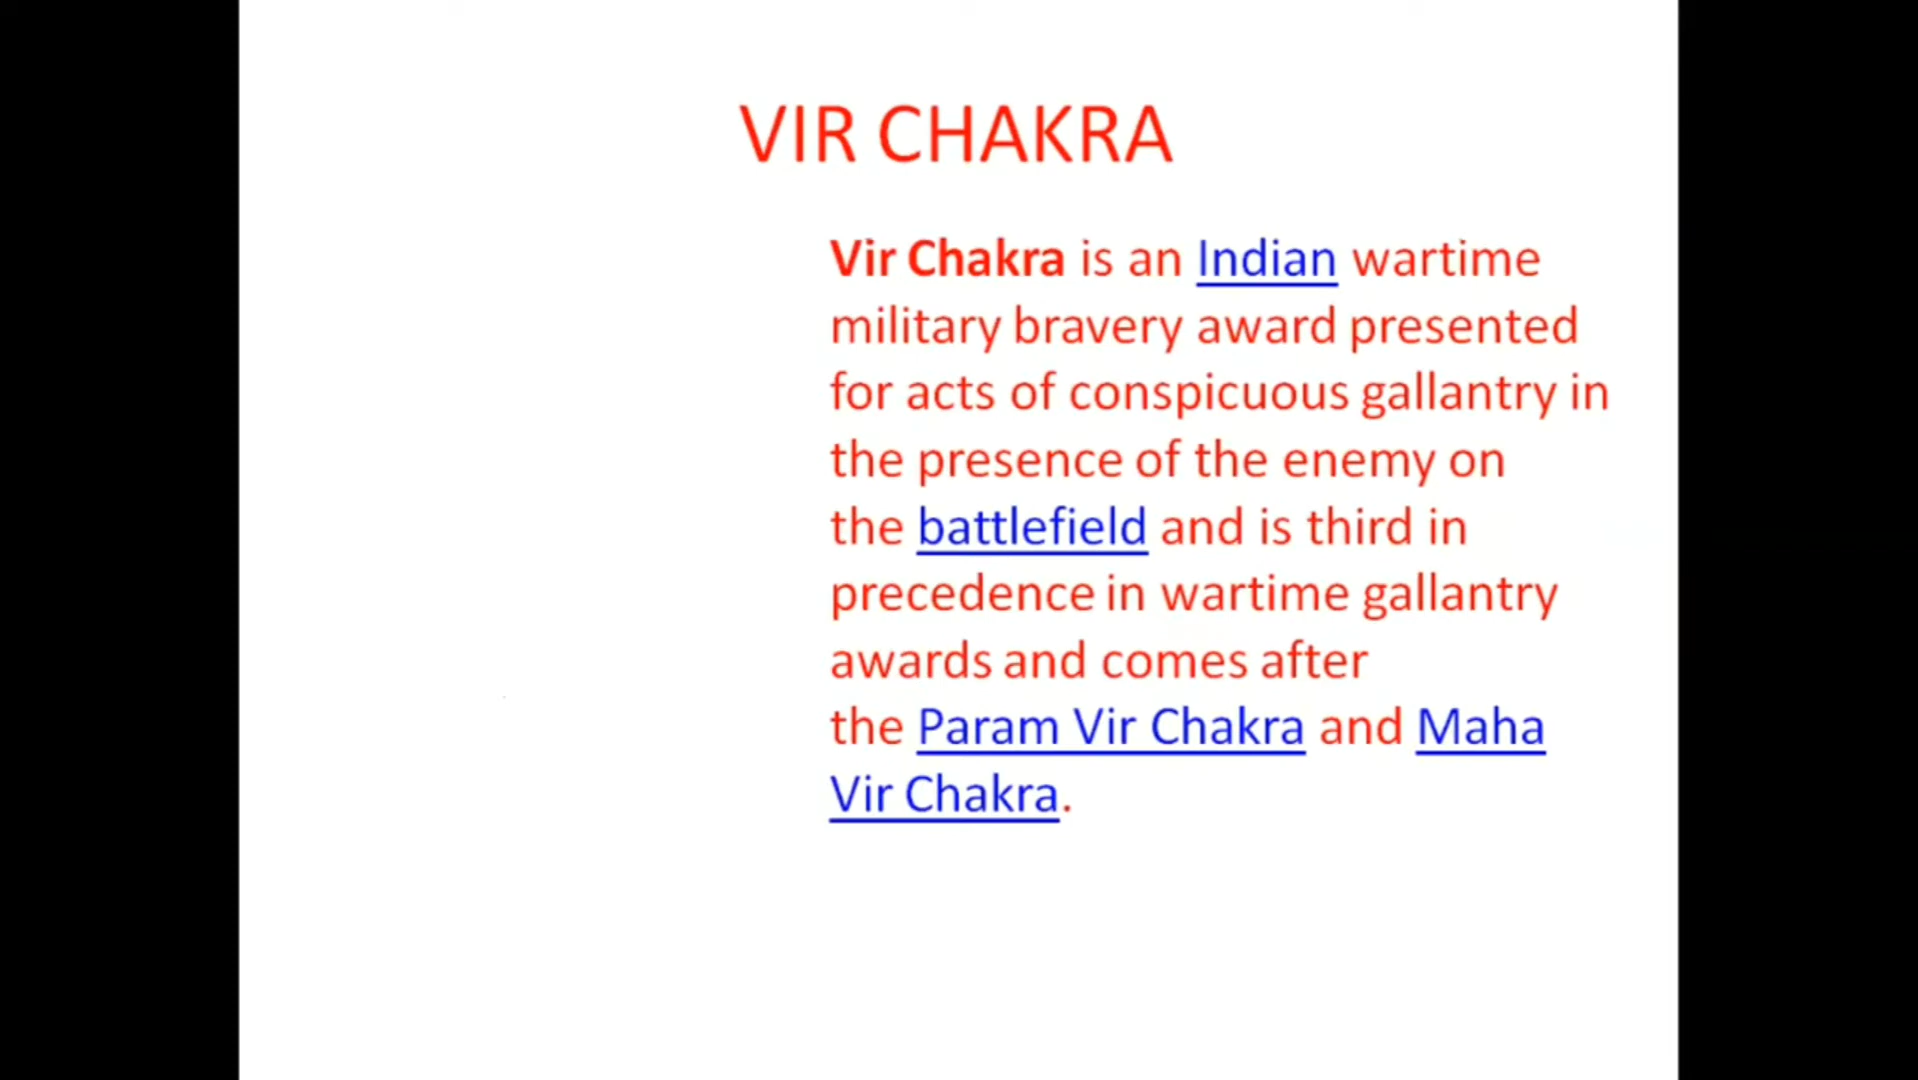 VIR CHAKRA
Vir Chakra is an Indian wartime
military bravery award presented
for acts of conspicuous gallantry in
the presence of the enemy on
the battlefield and is third in
precedence in wartime gallantry
awards and comes after
the Param Vir Chakra and Maha
Vir Chakra.